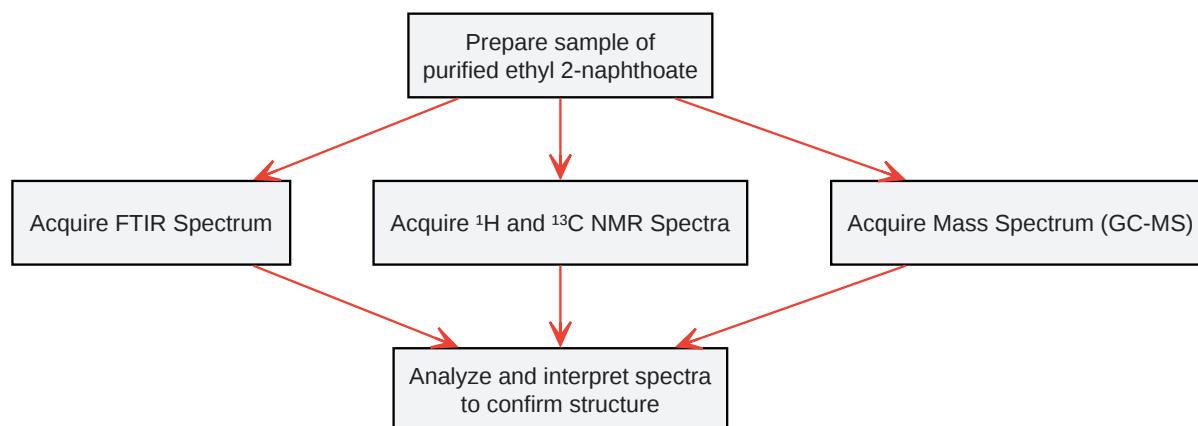 Prepare sample of
purified ethyl 2-naphthoate
Acquire FTIR Spectrum
Acquire ¹H and ¹³C NMR Spectra
Acquire Mass Spectrum (GC-MS)
Analyze and interpret spectra
to confirm structure